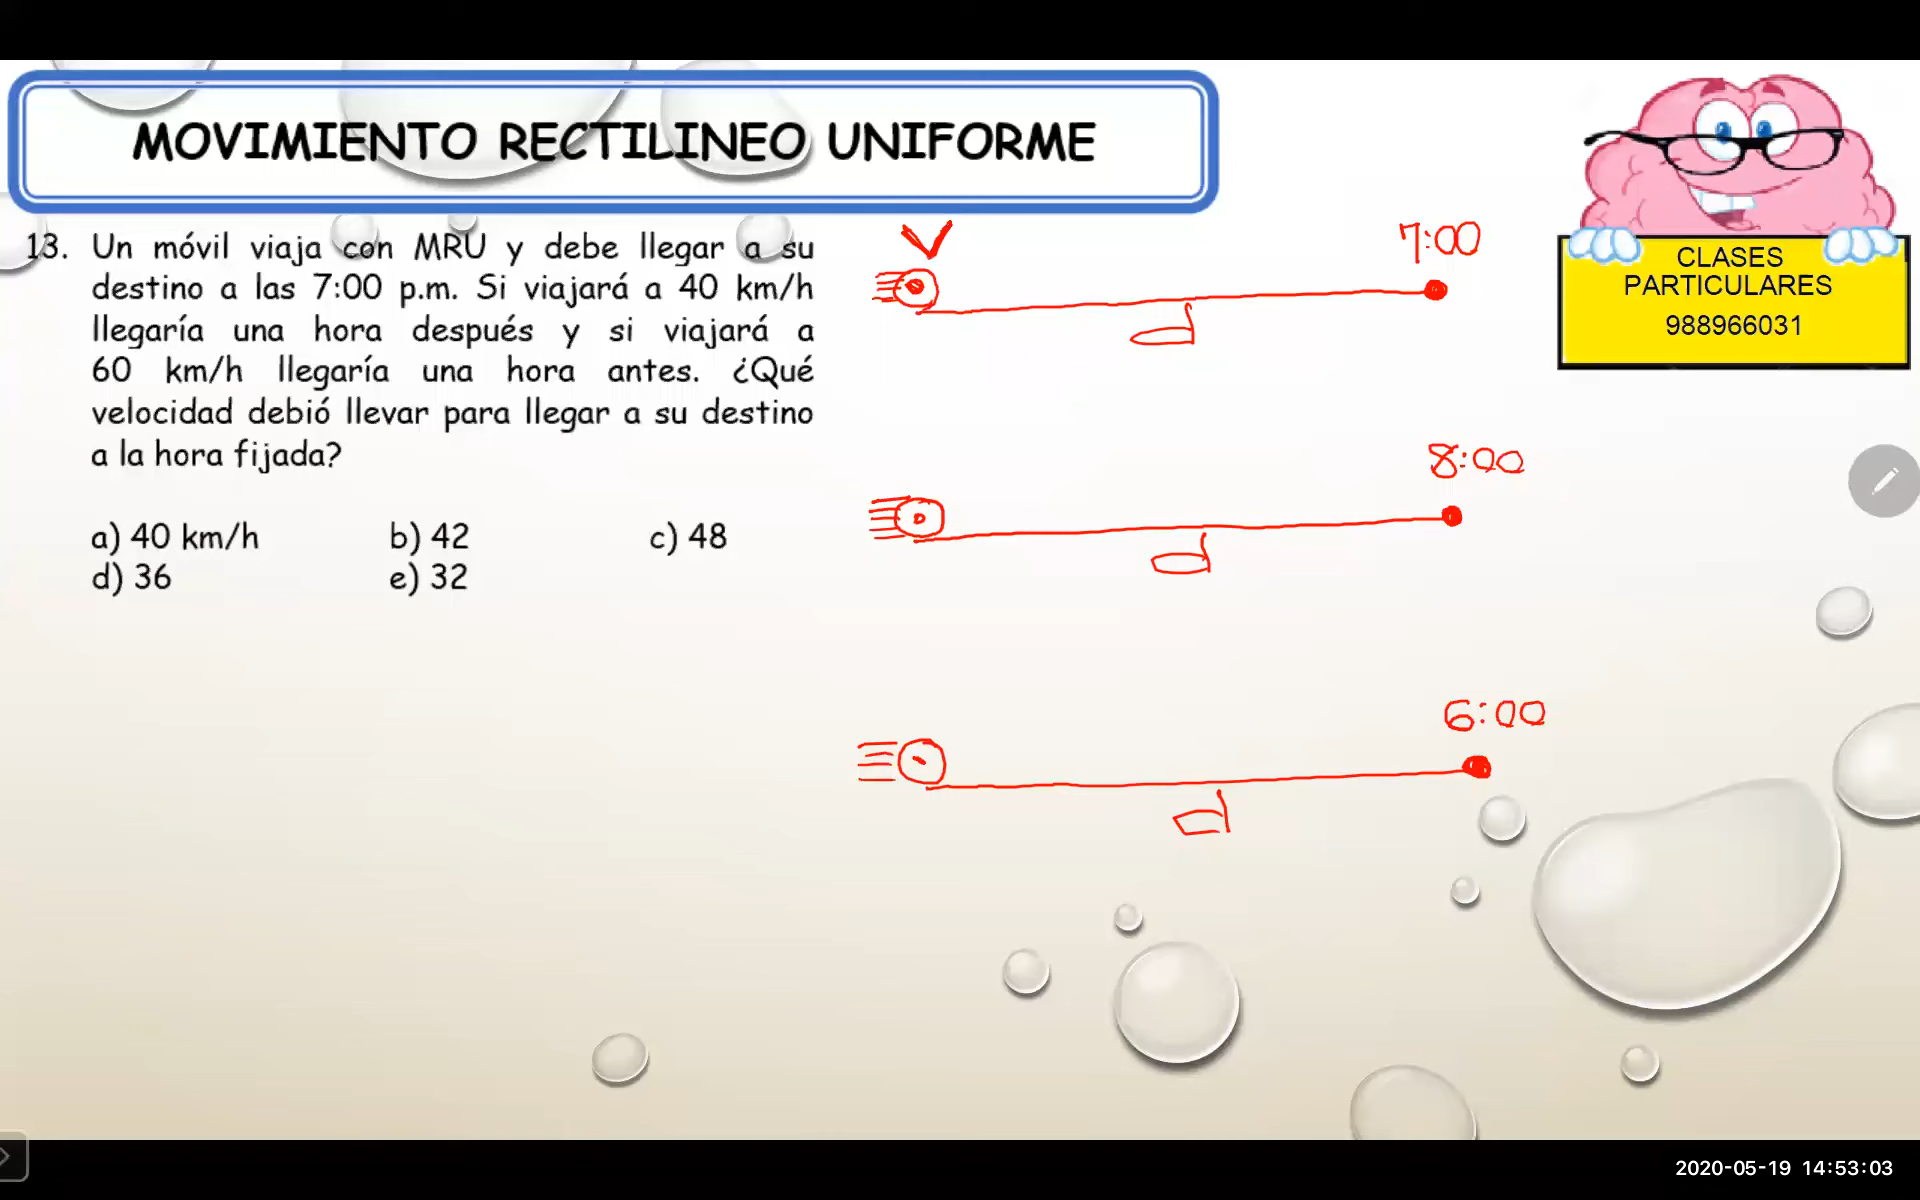 MOVIMIENTO RECTILINEO UNIFORME
13. Un móvil viaja con MRU y debe llegar a su
destino a las 7:00 p.m. Si viajará a 40 km/h
llegaría una hora después y si viajará a
60 km/h llegaría una hora antes. ¿Qué
velocidad debió llevar para llegar a su destino
a la hora fijada?
a) 40 km/h b) 42 c) 48
d) 36 e) 32
V
7:00
d
8:00
d
6:00
d
CLASES
PARTICULARES
988966031
2020-05-19 14:53:03